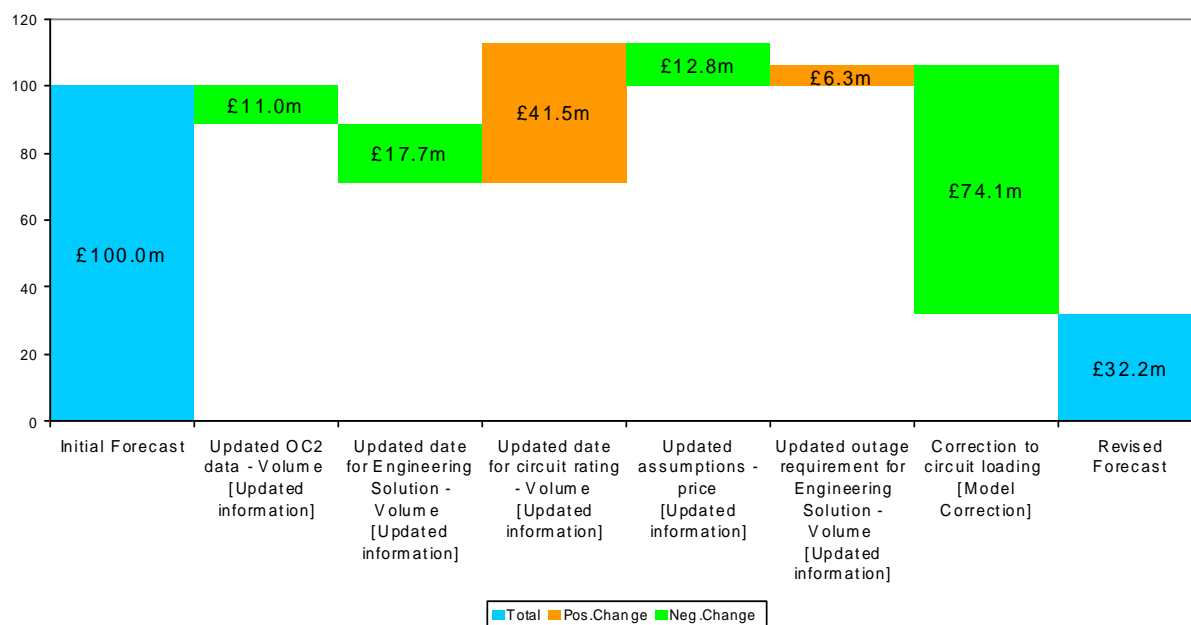 120
100
80
60
40
20
0
£100.0m
£11.0m
£17.7m
£41.5m
£12.8m
£6.3m
£74.1m
£32.2m
Initial Forecast
Updated OC2
data - Volume
[Updated
information]
Updated date
for Engineering
Solution -
Volume
[Updated
information]
Updated date
for circuit rating
- Volume
[Updated
information]
Updated
assumptions -
price
[Updated
information]
Updated outage
requirement for
Engineering
Solution -
Volume
[Updated
information]
Correction to
circuit loading
[Model
Correction]
Revised
Forecast
Total Pos.Change Neg.Change